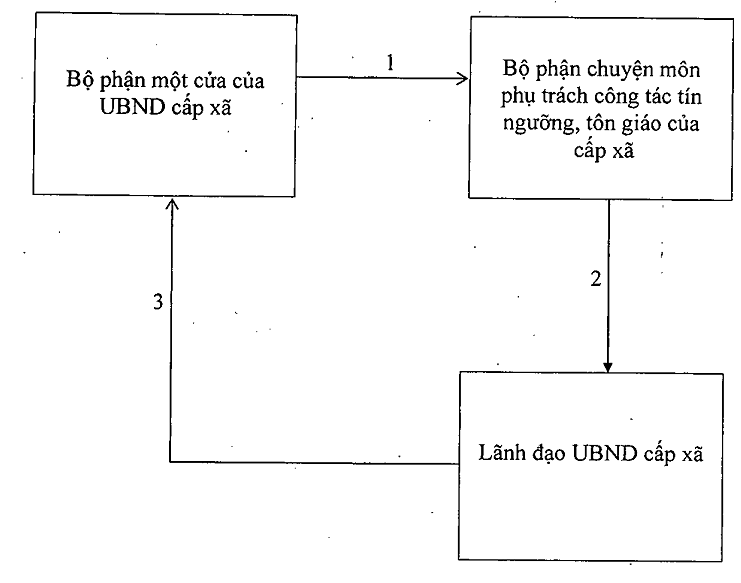 Bộ phận một cửa của
UBND cấp xã
1
Bộ phận chuyện môn
phụ trách công tác tín
ngưỡng, tôn giáo của
cấp xã
2
3
Lãnh đạo UBND cấp xã